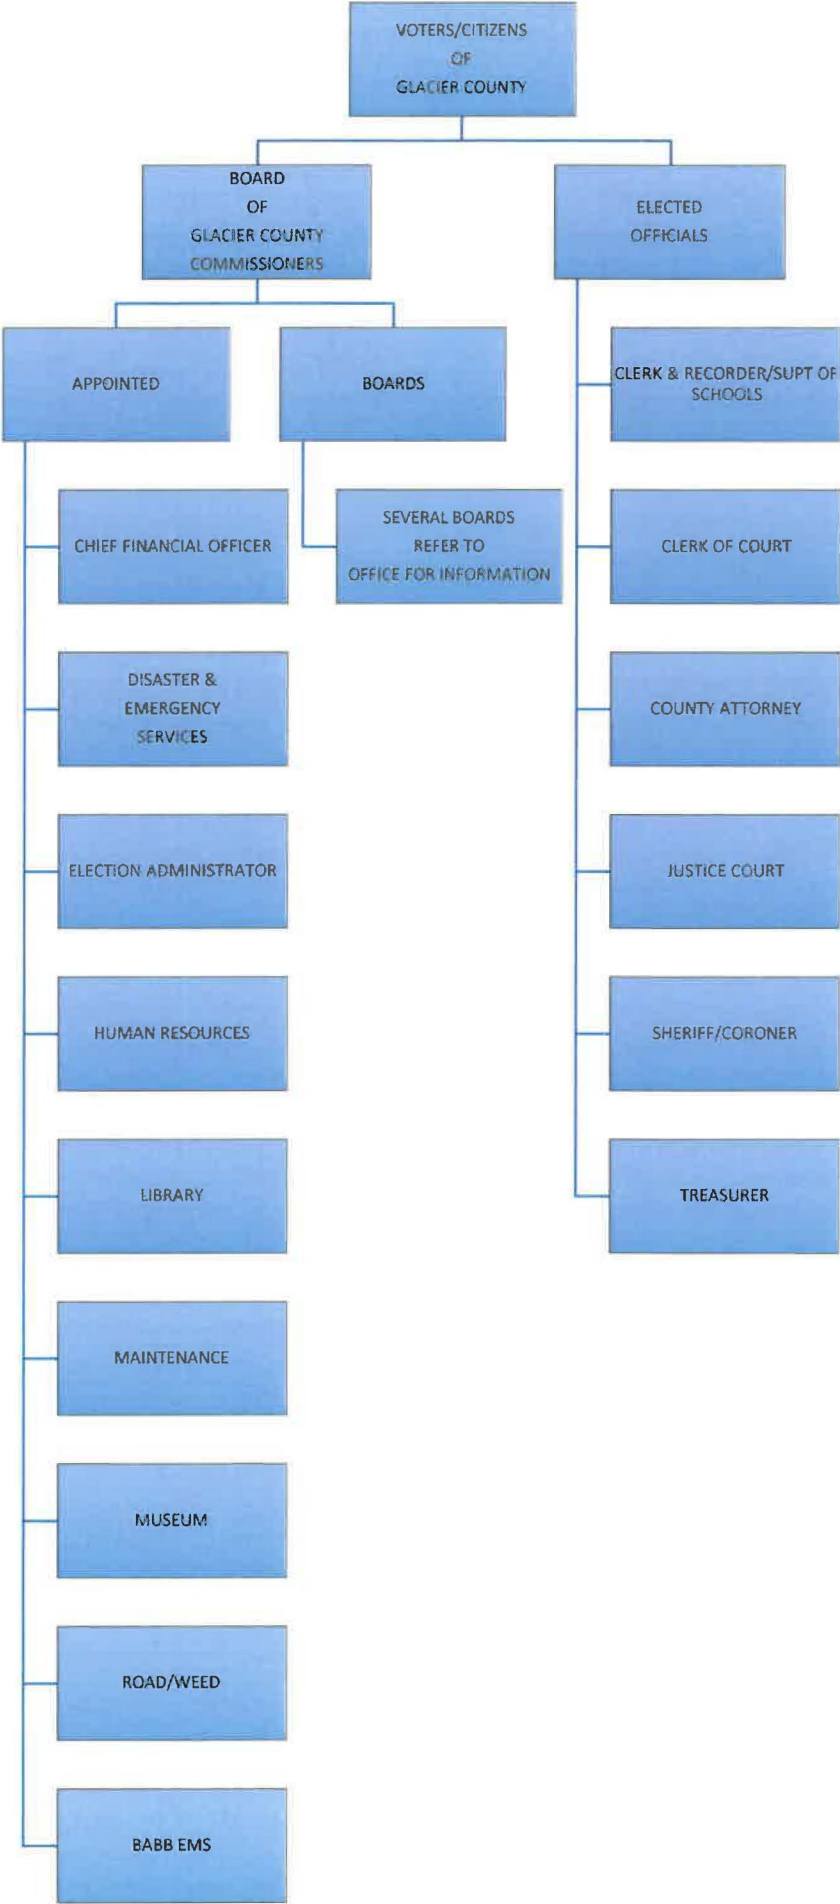 VOTERS/CITIZENS
OF
GLACIER COUNTY
BOARD
OF
GLACIER COUNTY
COMMISSIONERS
ELECTED
OFFICIALS
APPOINTED
BOARDS
CLERK & RECORDER/SUPT OF
SCHOOLS
CHIEF FINANCIAL OFFICER
SEVERAL BOARDS
REFER TO
OFFICE FOR INFORMATION
CLERK OF COURT
DISASTER &
EMERGENCY
SERVICES
COUNTY ATTORNEY
ELECTION ADMINISTRATOR
JUSTICE COURT
HUMAN RESOURCES
SHERIFF/CORONER
LIBRARY
TREASURER
MAINTENANCE
MUSEUM
ROAD/WEED
BABB EMS